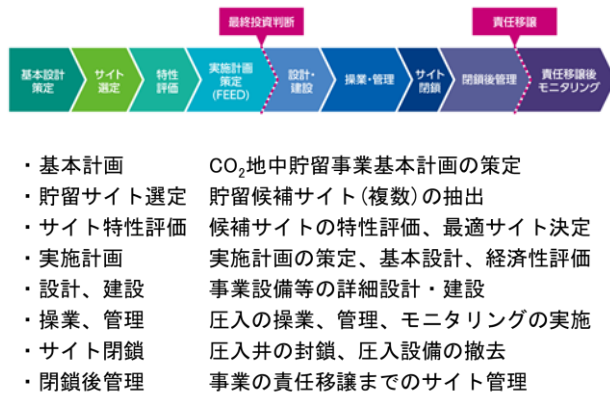 最終投資判断
責任移譲
基本設計
策定
サイト
選定
特性
評価
実施計画
策定
(FEED)
設計・
建設
操業・管理
サイト
閉鎖
閉鎖後管理
責任移譲後
モニタリング
・基本計画 CO₂地中貯留事業基本計画の策定
・貯留サイト選定 貯留候補サイト(複数)の抽出
・サイト特性評価 候補サイトの特性評価、最適サイト決定
・実施計画 実施計画の策定、基本設計、経済性評価
・設計、建設 事業設備等の詳細設計・建設
・操業、管理 圧入の操業、管理、モニタリングの実施
・サイト閉鎖 圧入井の封鎖、圧入設備の撤去
・閉鎖後管理 事業の責任移譲までのサイト管理